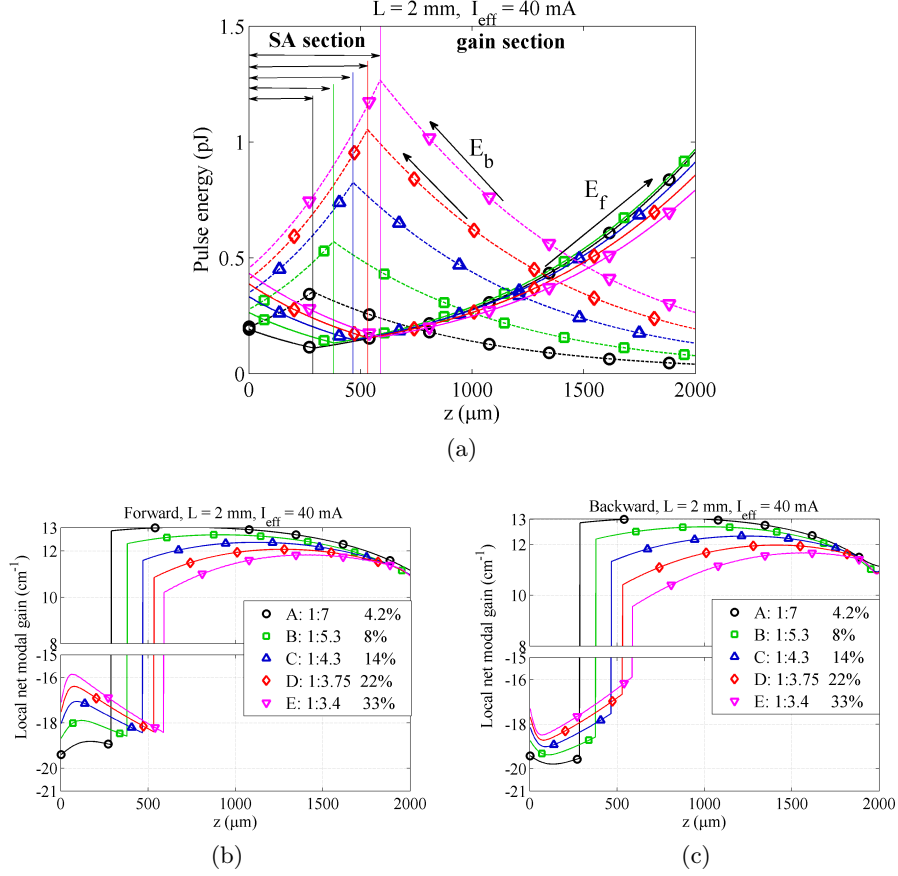 L = 2 mm, I_eff = 40 mA
SA section
gain section
E_b
E_f
Pulse energy (pJ)
1.5
1
0.5
0
0 500 1000 1500 2000
z (μm)
(a)
Forward, L = 2 mm, I_eff = 40 mA
Local net modal gain (cm⁻¹)
13
12
10
8
-15
-16
-18
-20
-21
A: 1:7 4.2%
B: 1:5.3 8%
C: 1:4.3 14%
D: 1:3.75 22%
E: 1:3.4 33%
0 500 1000 1500 2000
z (μm)
(b)
Backward, L = 2 mm, I_eff = 40 mA
Local net modal gain (cm⁻¹)
13
12
10
8
-15
-16
-18
-20
-21
A: 1:7 4.2%
B: 1:5.3 8%
C: 1:4.3 14%
D: 1:3.75 22%
E: 1:3.4 33%
0 500 1000 1500 2000
z (μm)
(c)